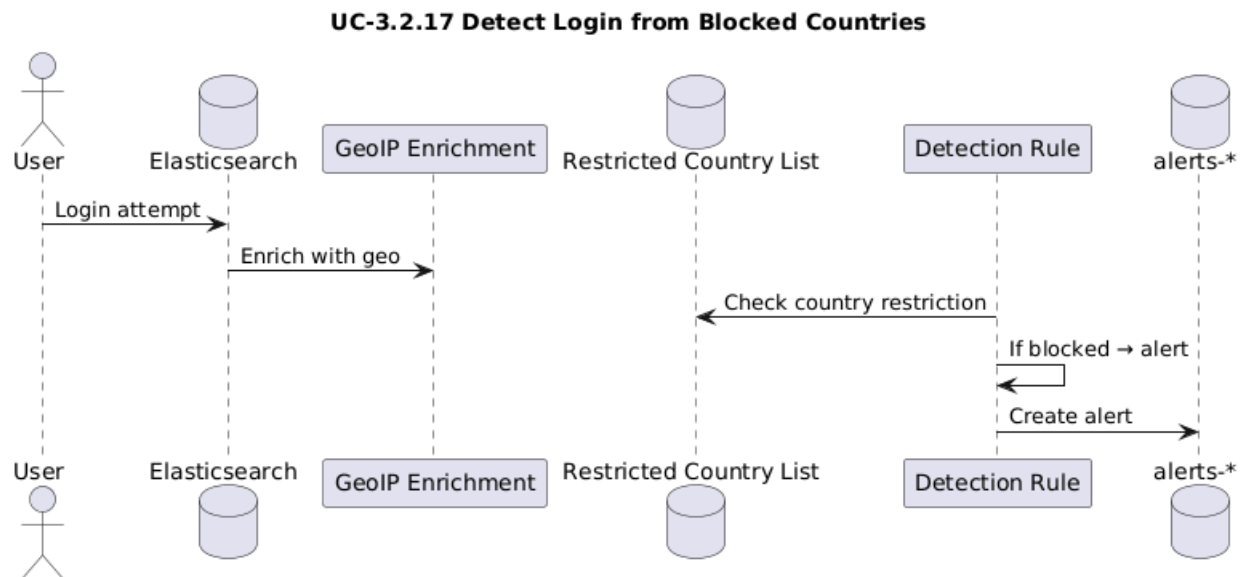 UC-3.2.17 Detect Login from Blocked Countries
User
Elasticsearch
GeoIP Enrichment
Restricted Country List
Detection Rule
alerts-*
Login attempt
Enrich with geo
Check country restriction
If blocked → alert
Create alert
User
Elasticsearch
GeoIP Enrichment
Restricted Country List
Detection Rule
alerts-*